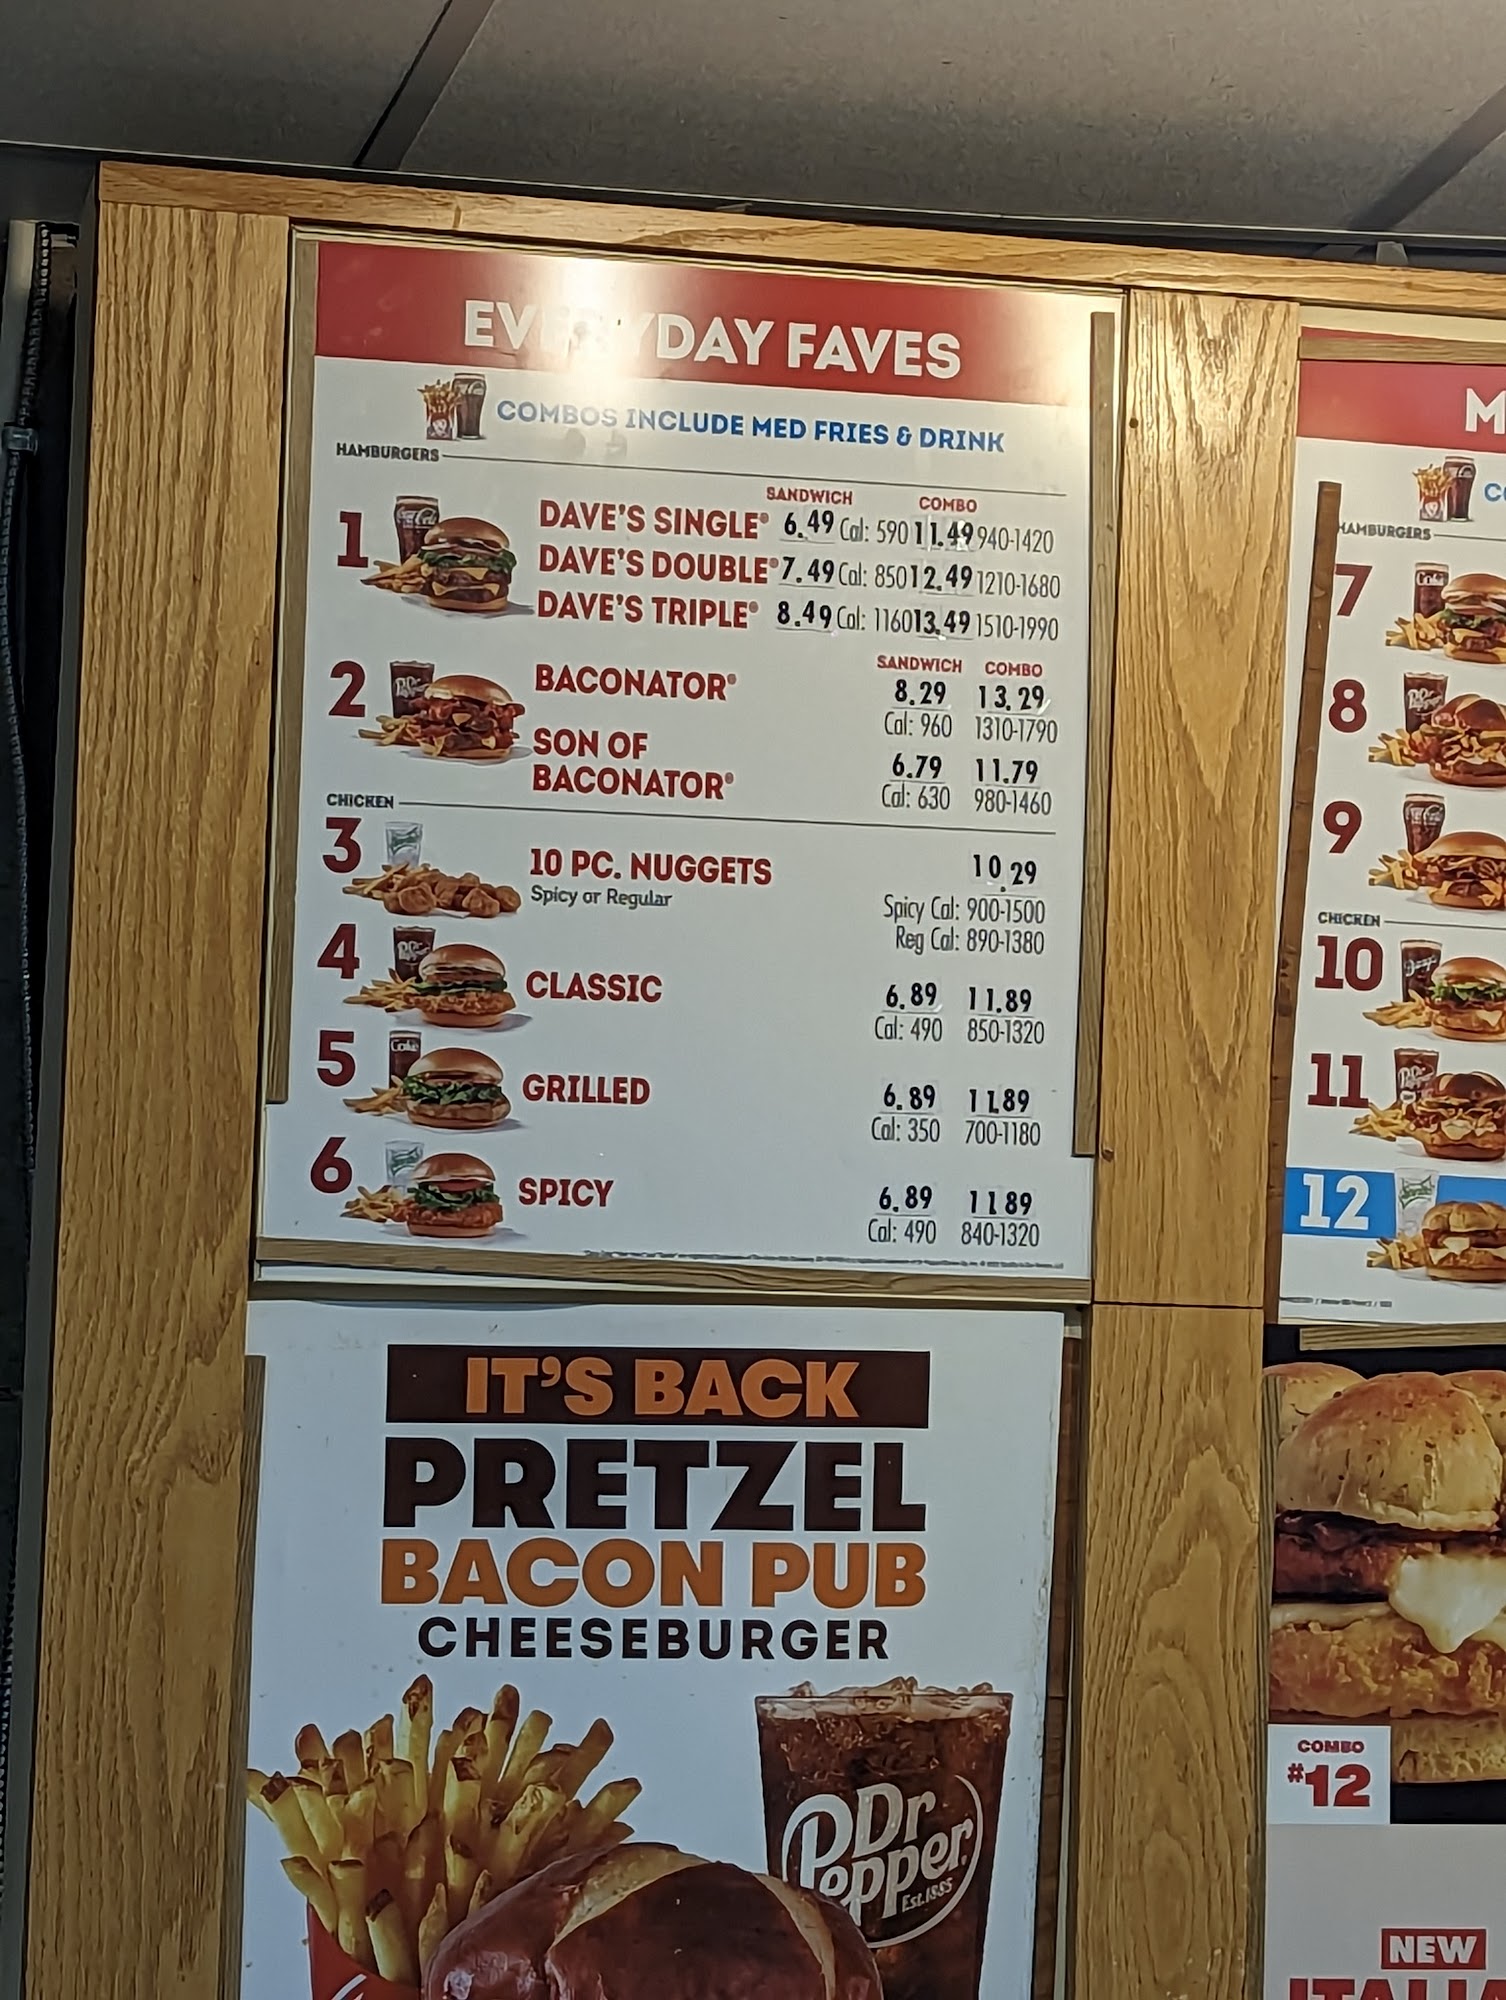 EVERYDAY FAVES
COMBOS INCLUDE MED FRIES & DRINK
HAMBURGERS
SANDWICH COMBO
1 DAVE'S SINGLE® 6.49 Cal: 590 11.49 940-1420
DAVE'S DOUBLE® 7.49 Cal: 850 12.49 1210-1680
DAVE'S TRIPLE® 8.49 Cal: 1160 13.49 1510-1990
SANDWICH COMBO
2 BACONATOR® 8.29 13.29
Cal: 960 1310-1790
SON OF
BACONATOR® 6.79 11.79
Cal: 630 980-1460
CHICKEN
3 10 PC. NUGGETS 10.29
Spicy or Regular
Spicy Cal: 900-1500
Reg Cal: 890-1380
4 CLASSIC 6.89 11.89
Cal: 490 850-1320
5 GRILLED 6.89 11.89
Cal: 350 700-1180
6 SPICY 6.89 11.89
Cal: 490 840-1320
IT'S BACK
PRETZEL
BACON PUB
CHEESEBURGER
Dr
Pepper
Est. 1885
M
HAMBURGERS
7
8
9
CHICKEN
10
11
12
COMBO
#12
NEW